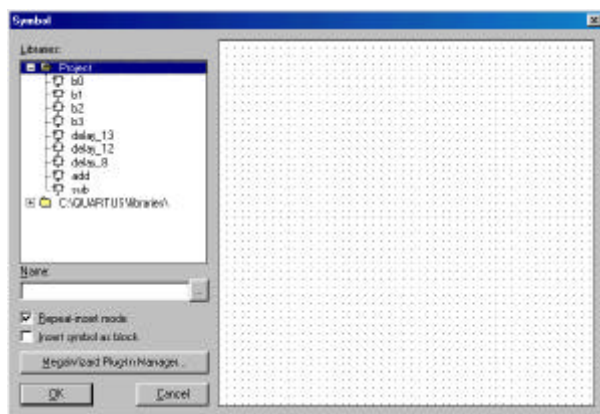 Symbol
Libraries:
Project
b0
b1
b2
b3
delay_13
delay_12
delay_8
add
sub
C:\QUARTUS\libraries\
Name:
...
Repeat-insert mode
Insert symbol as block
MegaWizard Plug-In Manager...
OK
Cancel